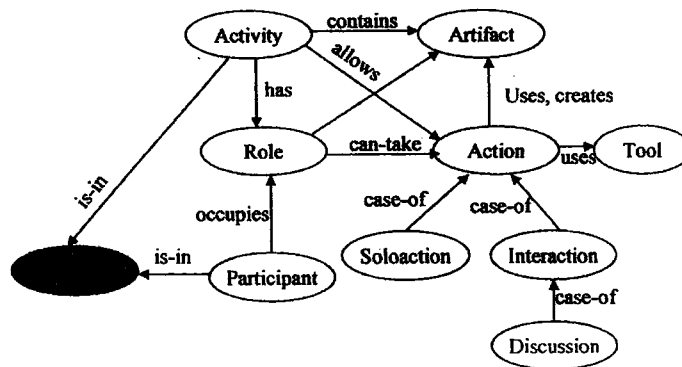 contains
Activity
Artifact
allows
has
Uses, creates
Role
can-take
Action
uses
Tool
is-in
occupies
case-of
case-of
is-in
Participant
Soloaction
Interaction
case-of
Discussion